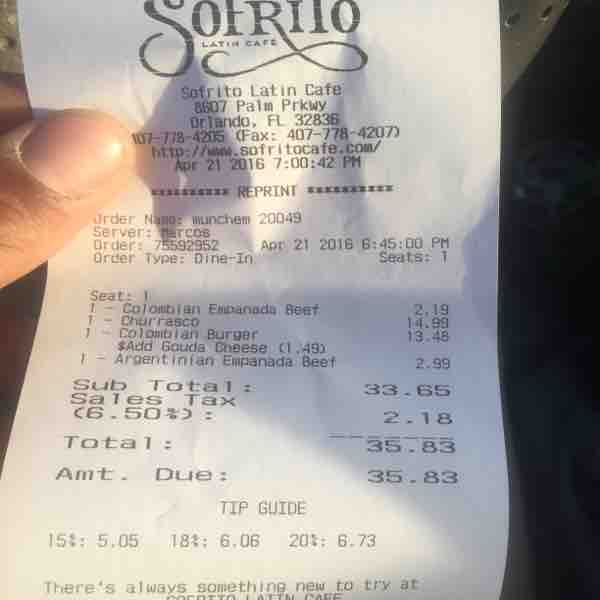 SOFRITO
LATIN CAFE
Sofrito Latin Cafe
8607 Palm Prkwy
Orlando, FL 32836
407-778-4205 (Fax: 407-778-4207)
http://www.sofritocafe.com/
Apr 21 2016 7:00:42 PM
********** REPRINT **********
Order Name: munchem 20049
Server: Marcos
Order: 75592952 Apr 21 2016 6:45:00 PM
Order Type: Dine-In Seats: 1
Seat: 1
1 - Colombian Empanada Beef 2.19
1 - Churrasco 14.99
1 - Colombian Burger 13.48
$Add Gouda Cheese (1.49)
1 - Argentinian Empanada Beef 2.99
Sub Total: 33.65
Sales Tax
(6.50%): 2.18
Total: 35.83
Amt. Due: 35.83
TIP GUIDE
15%: 5.05 18%: 6.06 20%: 6.73
There's always something new to try at
SOFRITO LATIN CAFE